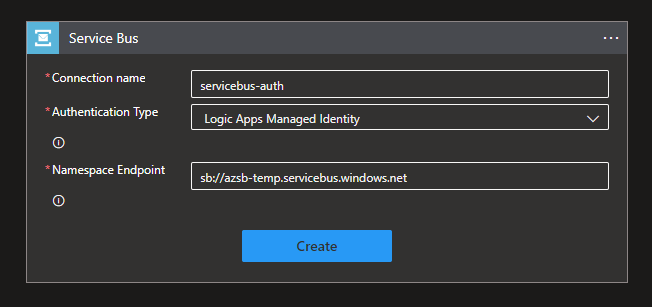 Service Bus
...
*Connection name
servicebus-auth
*Authentication Type
Logic Apps Managed Identity
*Namespace Endpoint
sb://azsb-temp.servicebus.windows.net
Create